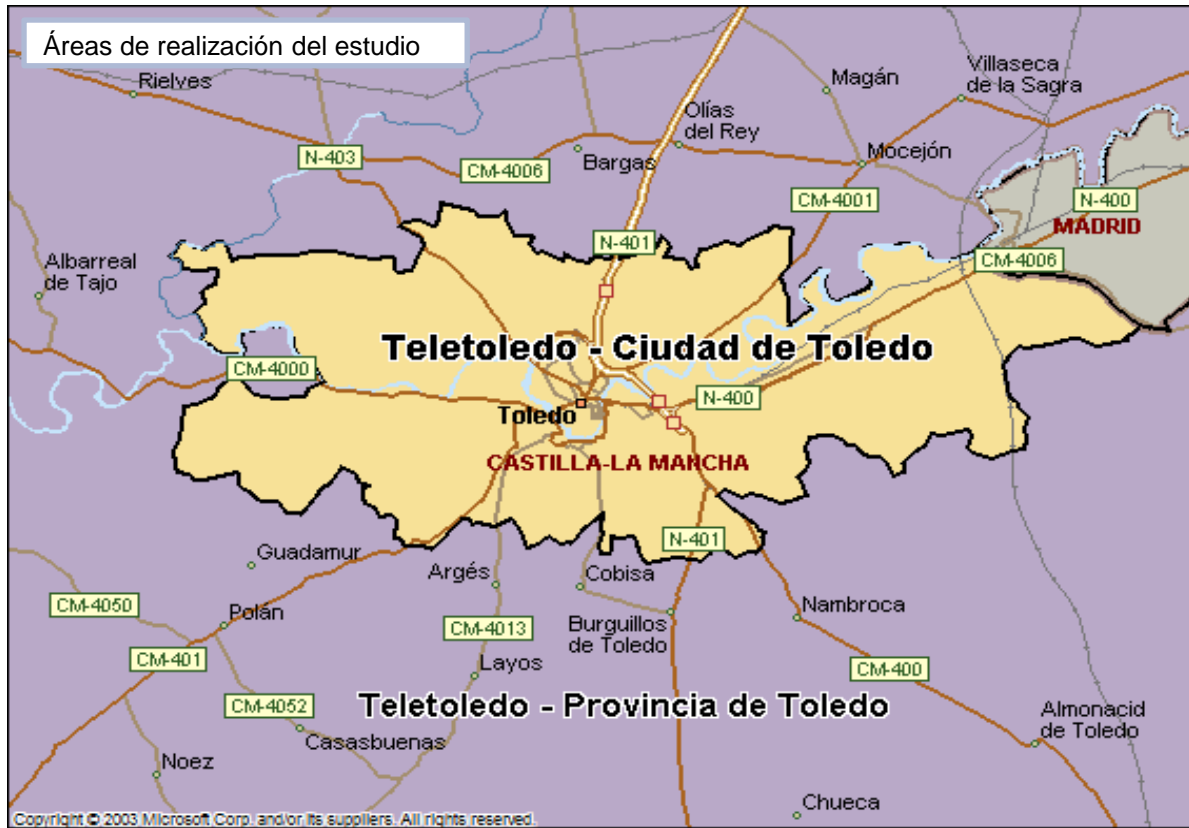 Áreas de realización del estudio
Rielves
Magán
Villaseca
de la Sagra
Olías
del Rey
N-403
CM-4006
Bargas
Mocejón
CM-4001
N-400
MADRID
N-401
CM-4006
Albarreal
de Tajo
Teletoledo - Ciudad de Toledo
CM-4000
N-400
Toledo
CASTILLA-LA MANCHA
N-401
Guadamur
Argés
Cobisa
CM-4050
Polán
Nambroca
Burguillos
de Toledo
CM-4013
CM-401
Layos
CM-400
CM-4052
Teletoledo - Provincia de Toledo
Almonacid
de Toledo
Casasbuenas
Noez
Chueca
Copyright © 2003 Microsoft Corp. and/or its suppliers. All rights reserved.